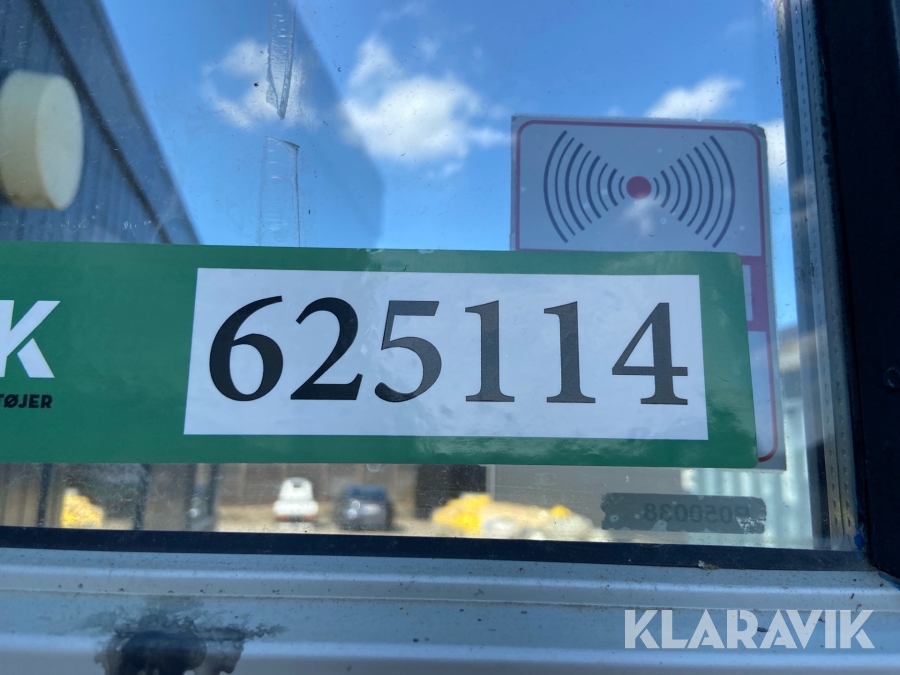 K
TØJER
625114
KLARAVIK